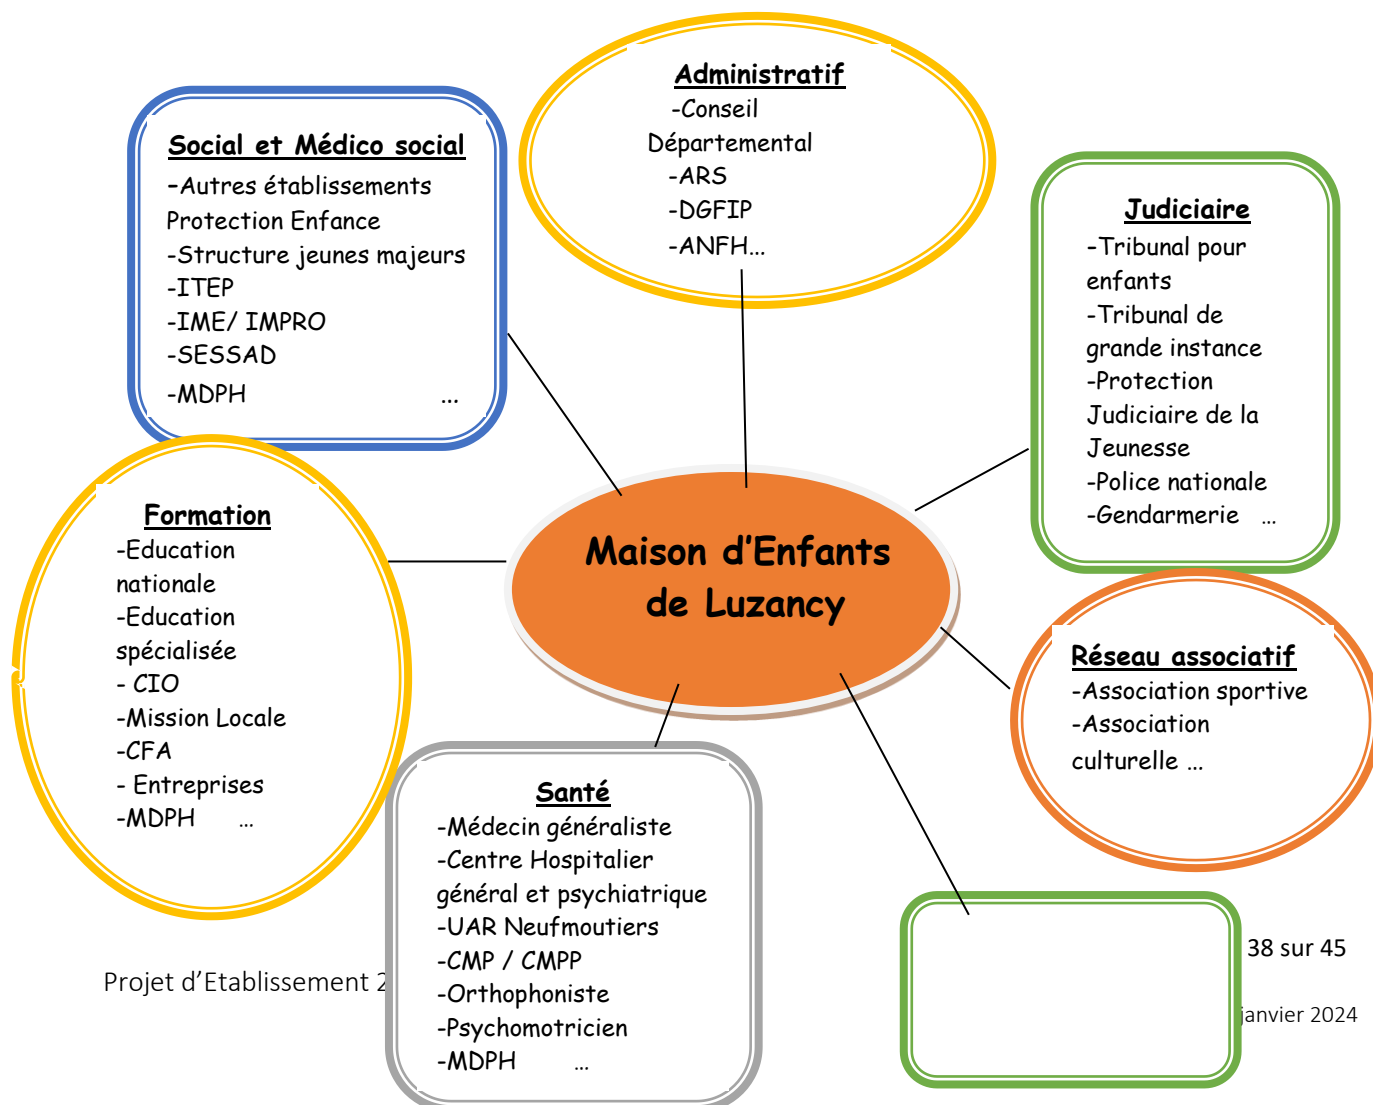 Administratif
-Conseil
Départemental
-ARS
-DGFIP
-ANFH...
Social et Médico social
-Autres établissements
Protection Enfance
-Structure jeunes majeurs
-ITEP
-IME/ IMPRO
-SESSAD
-MDPH ...
Judiciaire
-Tribunal pour
enfants
-Tribunal de
grande instance
-Protection
Judiciaire de la
Jeunesse
-Police nationale
-Gendarmerie ...
Maison d'Enfants
de Luzancy
Formation
-Education
nationale
-Education
spécialisée
- CIO
-Mission Locale
-CFA
- Entreprises
-MDPH ...
Réseau associatif
-Association sportive
-Association
culturelle ...
Santé
-Médecin généraliste
-Centre Hospitalier
général et psychiatrique
-UAR Neufmoutiers
-CMP / CMPP
-Orthophoniste
-Psychomotricien
-MDPH ...
38 sur 45
Projet d'Etablissement 2
janvier 2024